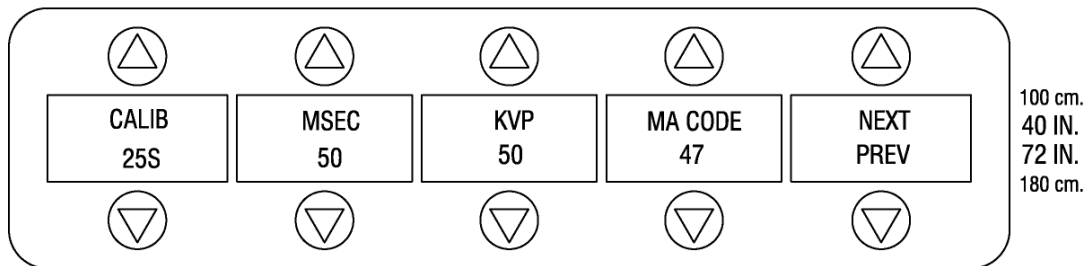 CALIB
25S
MSEC
50
KVP
50
MA CODE
47
NEXT
PREV
100 cm.
40 IN.
72 IN.
180 cm.